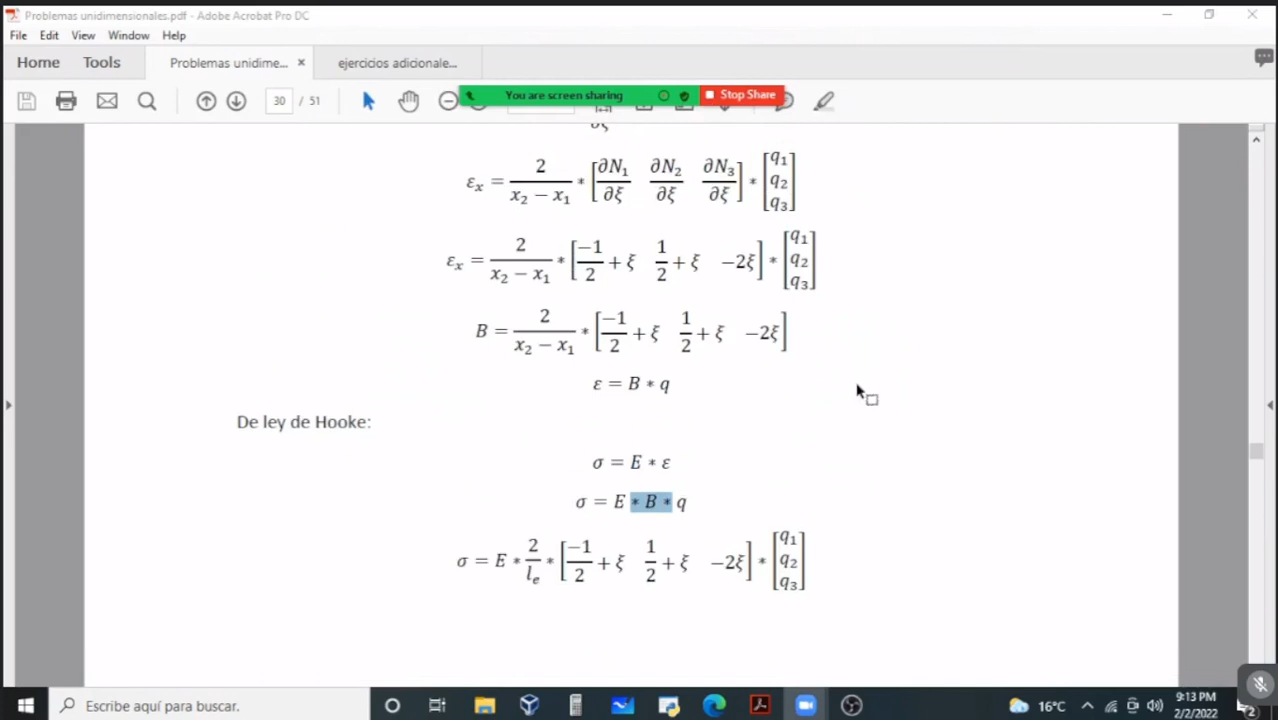 Problemas unidimensionales.pdf - Adobe Acrobat Pro DC
File Edit View Window Help
Home Tools Problemas unidime... × ejercicios adicionale...
30 / 51
You are screen sharing Stop Share
∂ξ
εₓ = 2/(x₂ − x₁) * [∂N₁/∂ξ ∂N₂/∂ξ ∂N₃/∂ξ] * [q₁ q₂ q₃]
εₓ = 2/(x₂ − x₁) * [−1/2 + ξ 1/2 + ξ −2ξ] * [q₁ q₂ q₃]
B = 2/(x₂ − x₁) * [−1/2 + ξ 1/2 + ξ −2ξ]
ε = B * q
De ley de Hooke:
σ = E * ε
σ = E * B * q
σ = E * 2/lₑ * [−1/2 + ξ 1/2 + ξ −2ξ] * [q₁ q₂ q₃]
Escribe aquí para buscar.
16°C
9:13 PM
2/2/2022
2